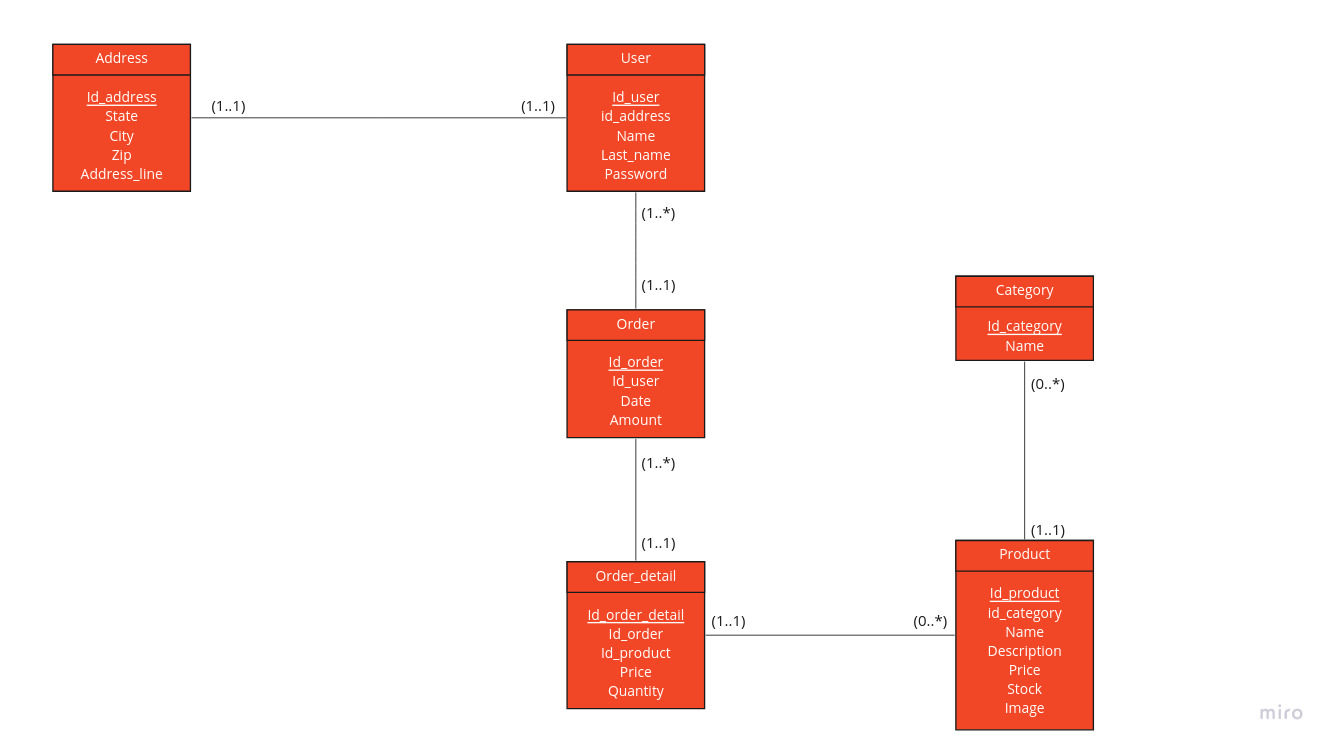 Address
Id_address
State
City
Zip
Address_line
(1..1)
(1..1)
User
Id_user
id_address
Name
Last_name
Password
(1..*)
(1..1)
Order
Id_order
Id_user
Date
Amount
(1..*)
(1..1)
Order_detail
Id_order_detail
Id_order
Id_product
Price
Quantity
(1..1)
(0..*)
Category
Id_category
Name
(0..*)
(1..1)
Product
Id_product
id_category
Name
Description
Price
Stock
Image
miro